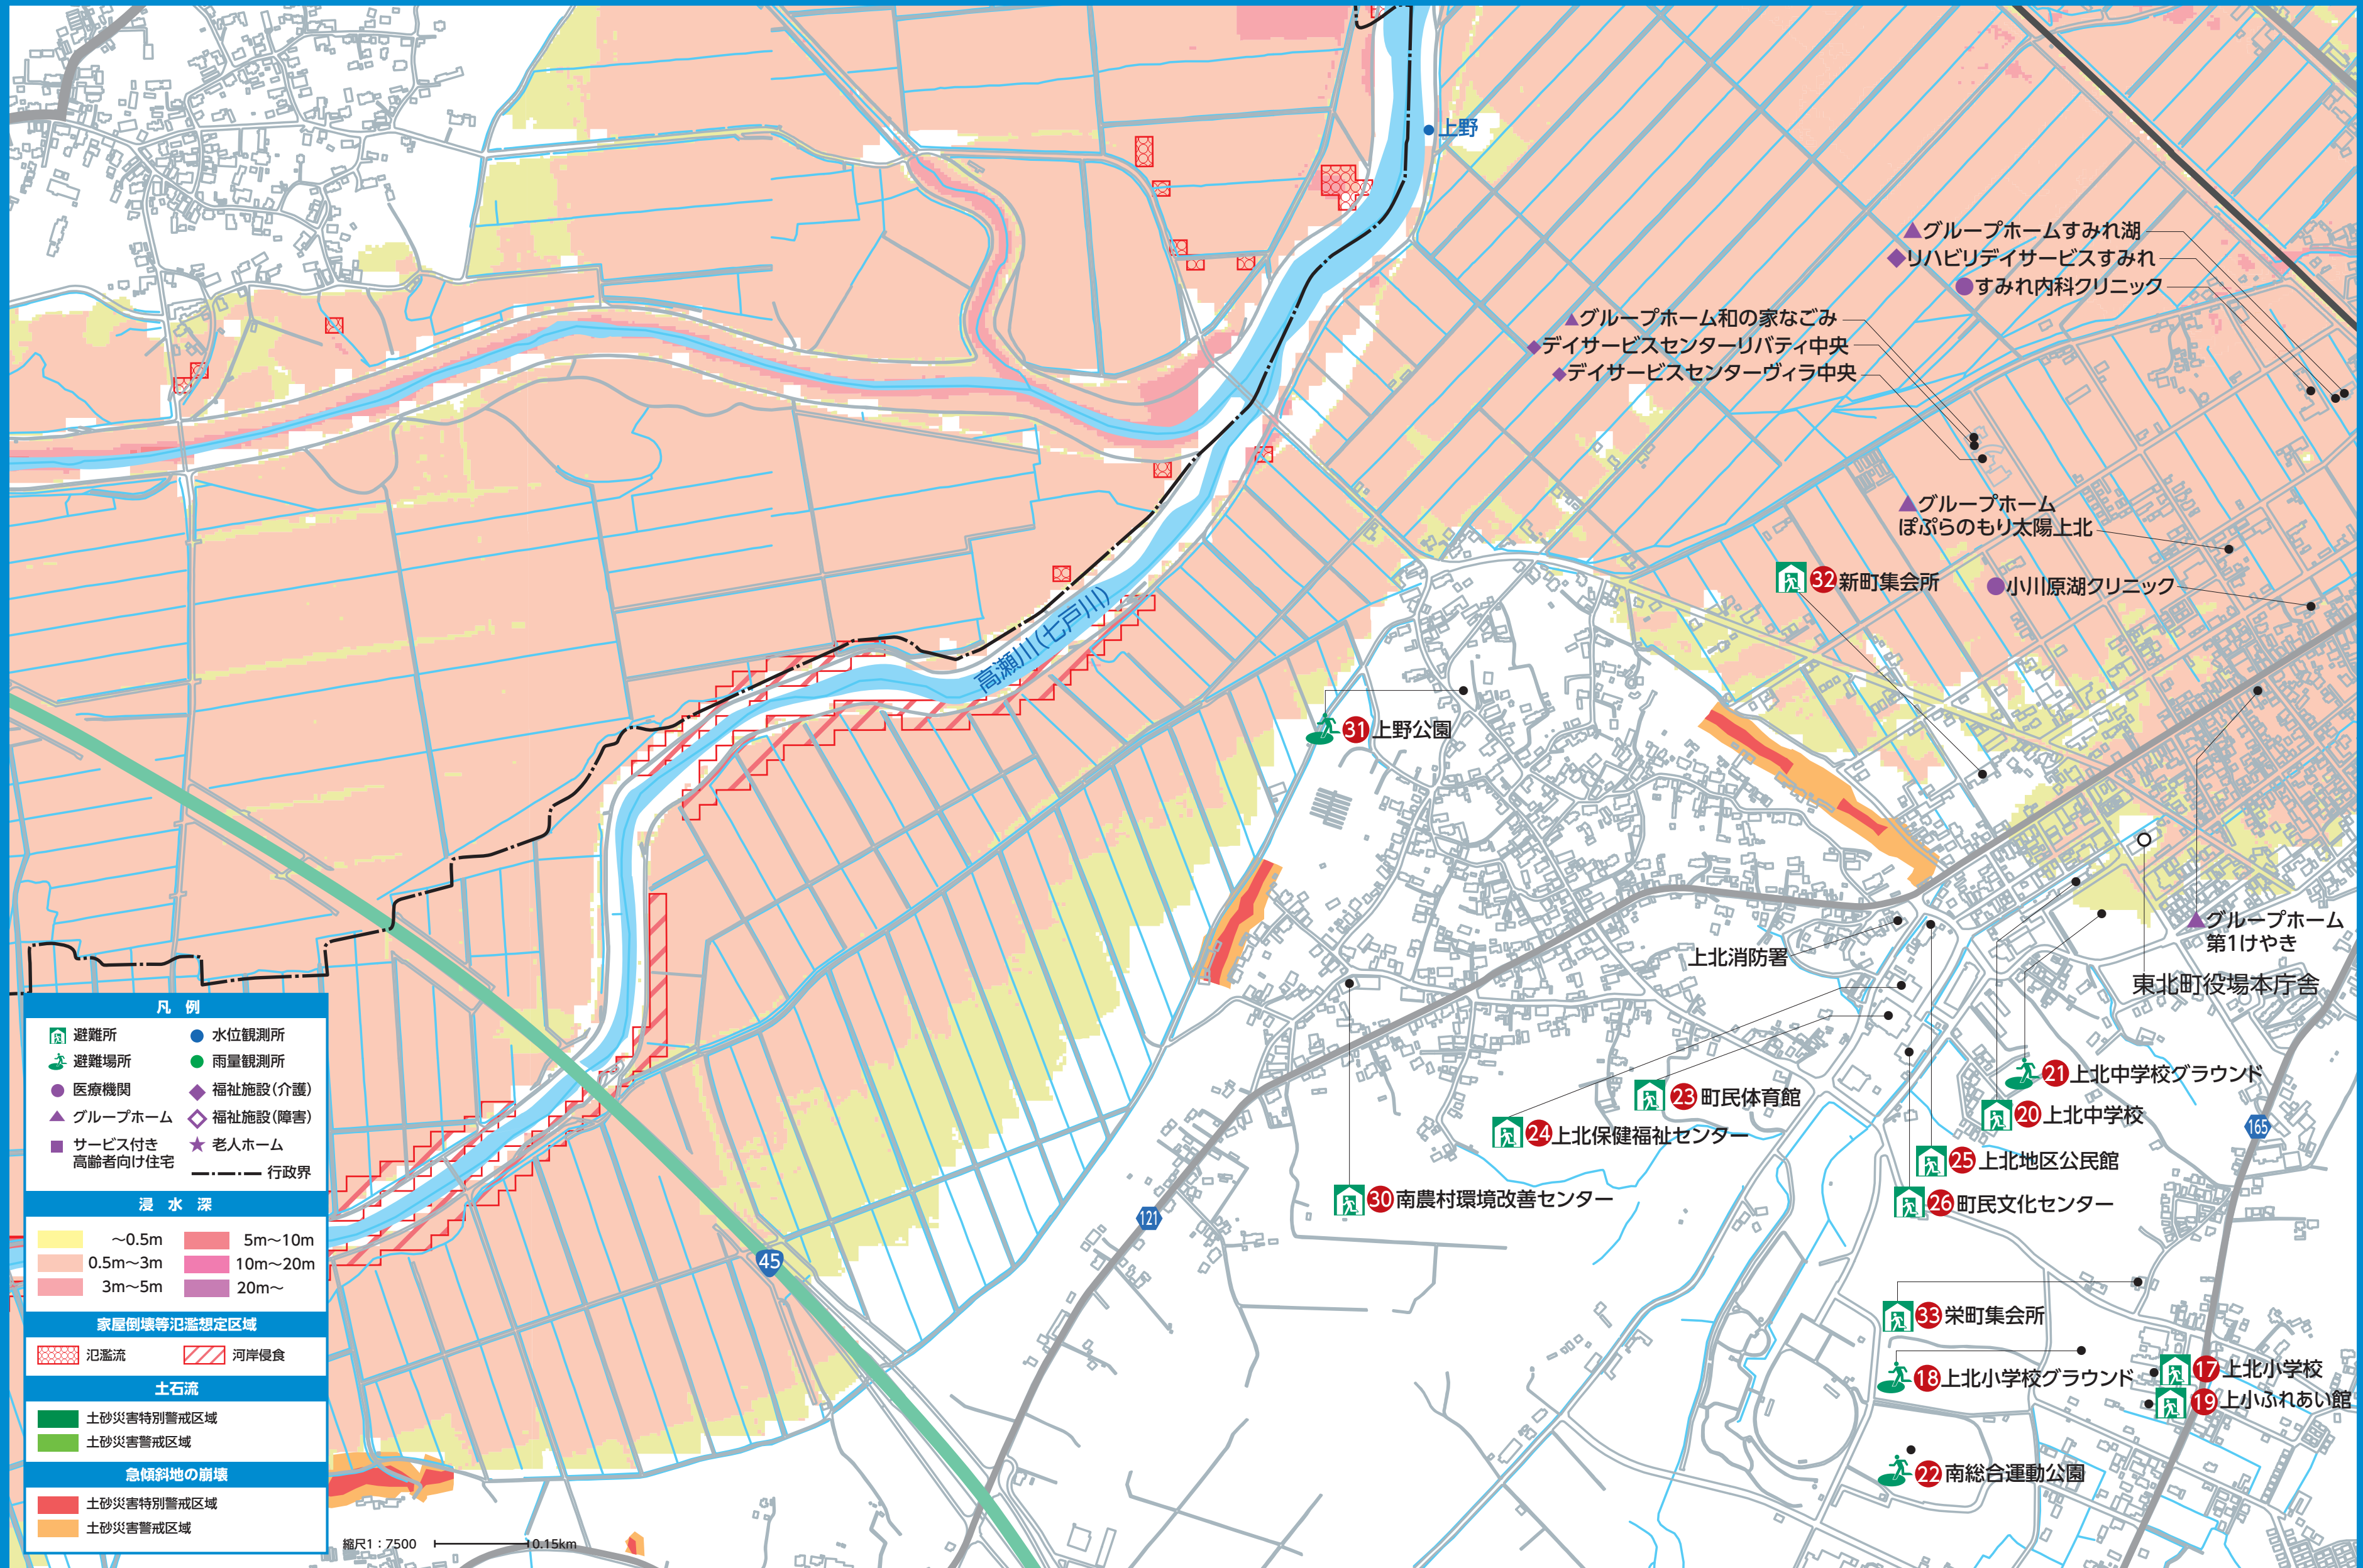 上野
グループホームすみれ湖
リハビリデイサービスすみれ
すみれ内科クリニック
グループホーム和の家なごみ
デイサービスセンターリバティ中央
デイサービスセンターヴィラ中央
グループホーム
ぽぷらのもり太陽上北
32 新町集会所
小川原湖クリニック
高瀬川(七戸川)
31 上野公園
グループホーム
第1けやき
上北消防署
東北町役場本庁舎
21 上北中学校グラウンド
23 町民体育館
20 上北中学校
24 上北保健福祉センター
165
25 上北地区公民館
30 南農村環境改善センター
26 町民文化センター
121
45
33 栄町集会所
18 上北小学校グラウンド
17 上北小学校
19 上小ふれあい館
22 南総合運動公園
凡 例
避難所
水位観測所
避難場所
雨量観測所
医療機関
福祉施設(介護)
グループホーム
福祉施設(障害)
サービス付き
高齢者向け住宅
老人ホーム
行政界
浸 水 深
～0.5m
5m～10m
0.5m～3m
10m～20m
3m～5m
20m～
家屋倒壊等氾濫想定区域
氾濫流
河岸侵食
土石流
土砂災害特別警戒区域
土砂災害警戒区域
急傾斜地の崩壊
土砂災害特別警戒区域
土砂災害警戒区域
縮尺1：7500
0.15km